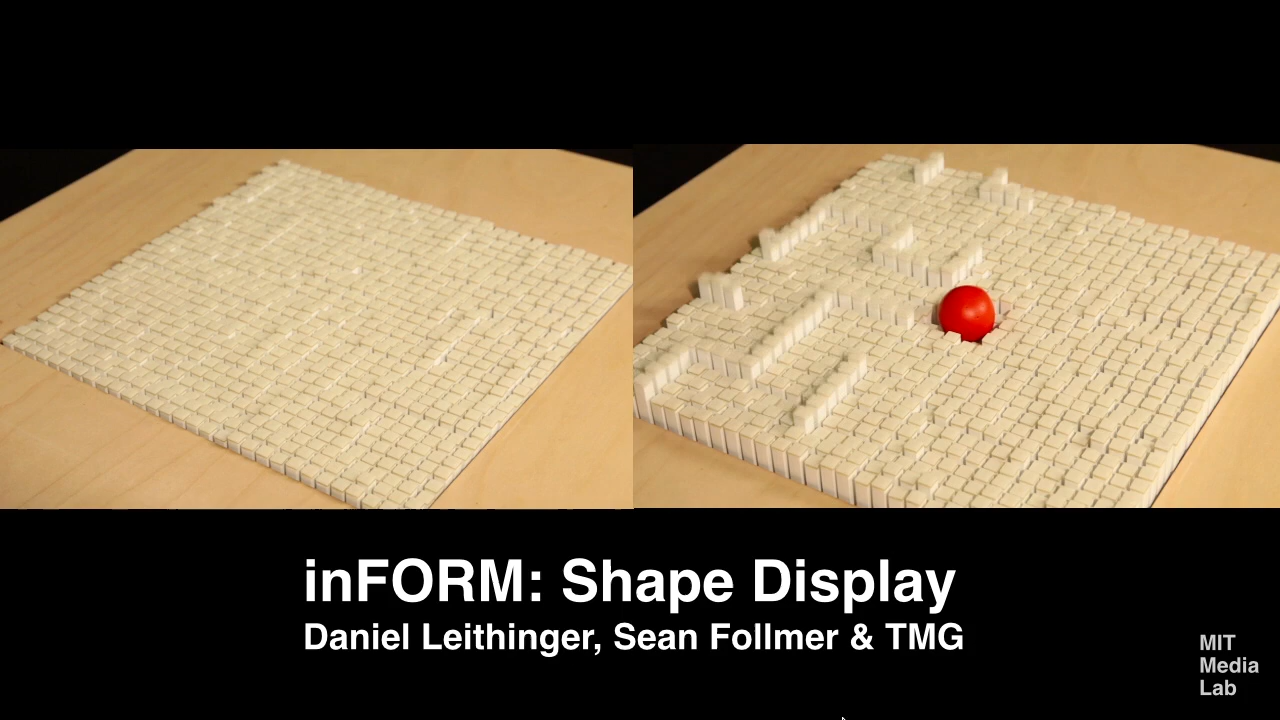 inFORM: Shape Display
Daniel Leithinger, Sean Follmer & TMG
MIT
Media
Lab